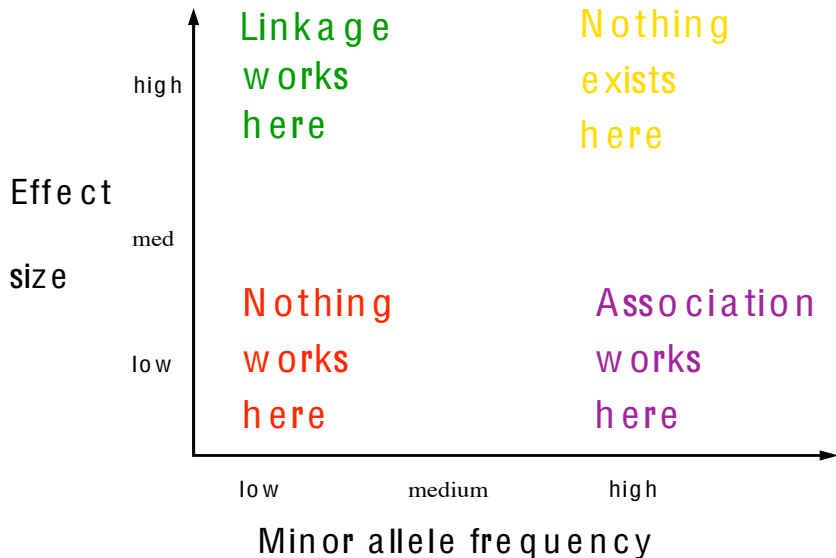 Linkage
works
here
Nothing
exists
here
high
Effect
size
med
low
Nothing
works
here
Association
works
here
low medium high
Minor allele frequency